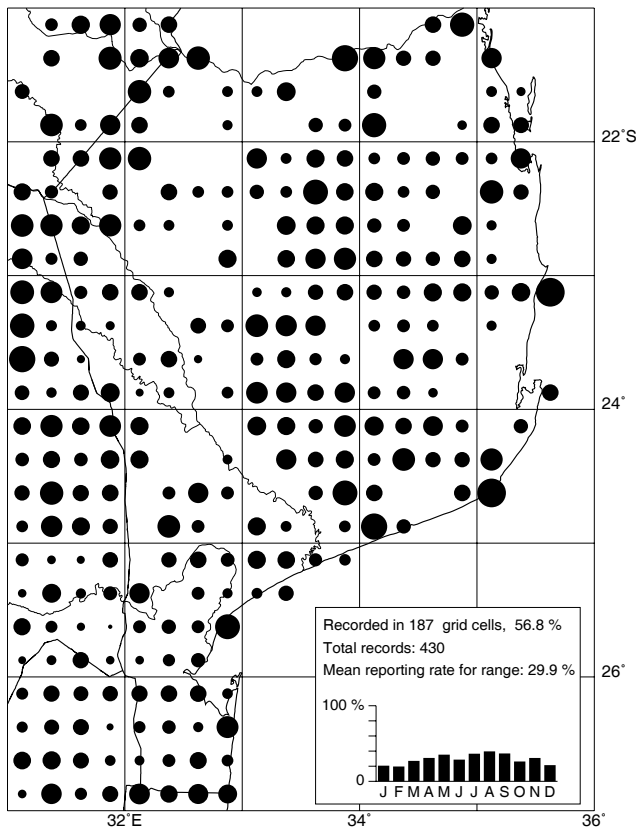 22°S
24°
Recorded in 187 grid cells, 56.8 %
Total records: 430
Mean reporting rate for range: 29.9 %
26°
100 %
0
J F M A M J J A S O N D
32°E 34° 36°